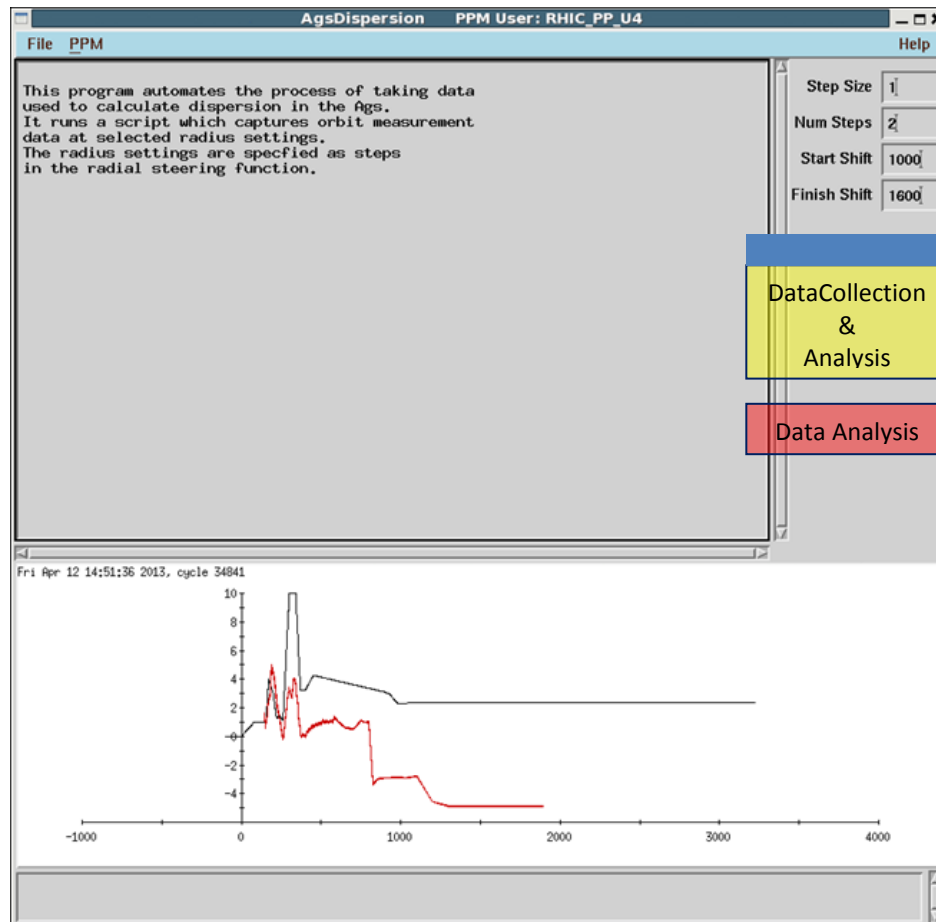 AgsDispersion PPM User: RHIC_PP_U4
File PPM Help
This program automates the process of taking data
used to calculate dispersion in the Ags.
It runs a script which captures orbit measurement
data at selected radius settings.
The radius settings are specfied as steps
in the radial steering function.
Step Size 1
Num Steps 2
Start Shift 1000
Finish Shift 1600
DataCollection
&
Analysis
Data Analysis
Fri Apr 12 14:51:36 2013, cycle 34841
10
8
6
4
2
0
-2
-4
-1000 0 1000 2000 3000 4000